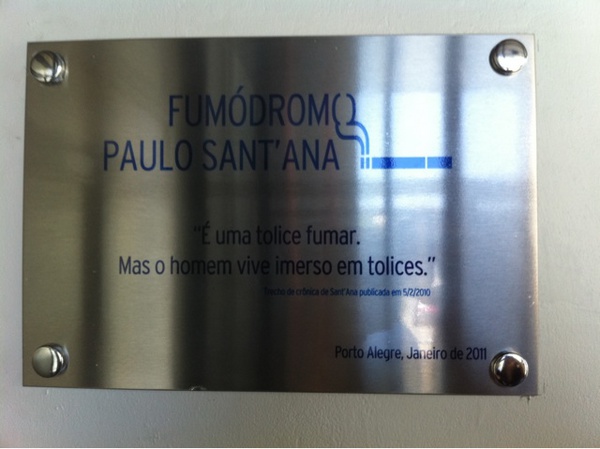 FUMÓDROMO
PAULO SANT'ANA
"É uma tolice fumar.
Mas o homem vive imerso em tolices."
Trecho de crônica de Sant'Ana publicada em 5/2/2010
Porto Alegre, Janeiro de 2011